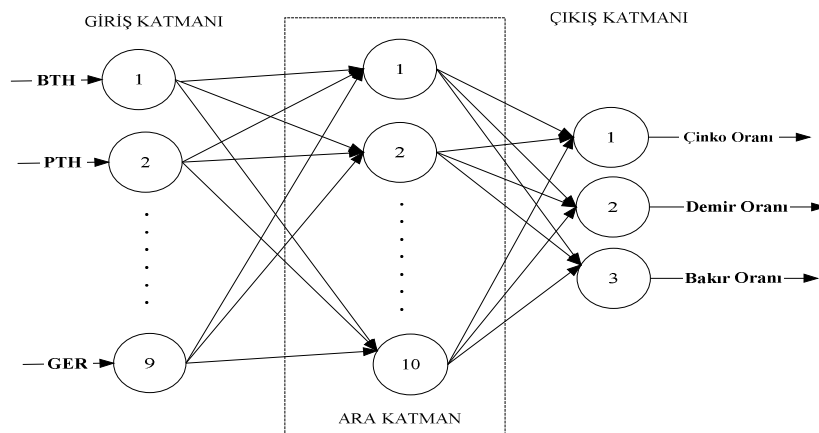 GİRİŞ KATMANI
ÇIKIŞ KATMANI
BTH
1
1
PTH
2
2
1
Çinko Oranı
2
Demir Oranı
3
Bakır Oranı
GER
9
10
ARA KATMAN